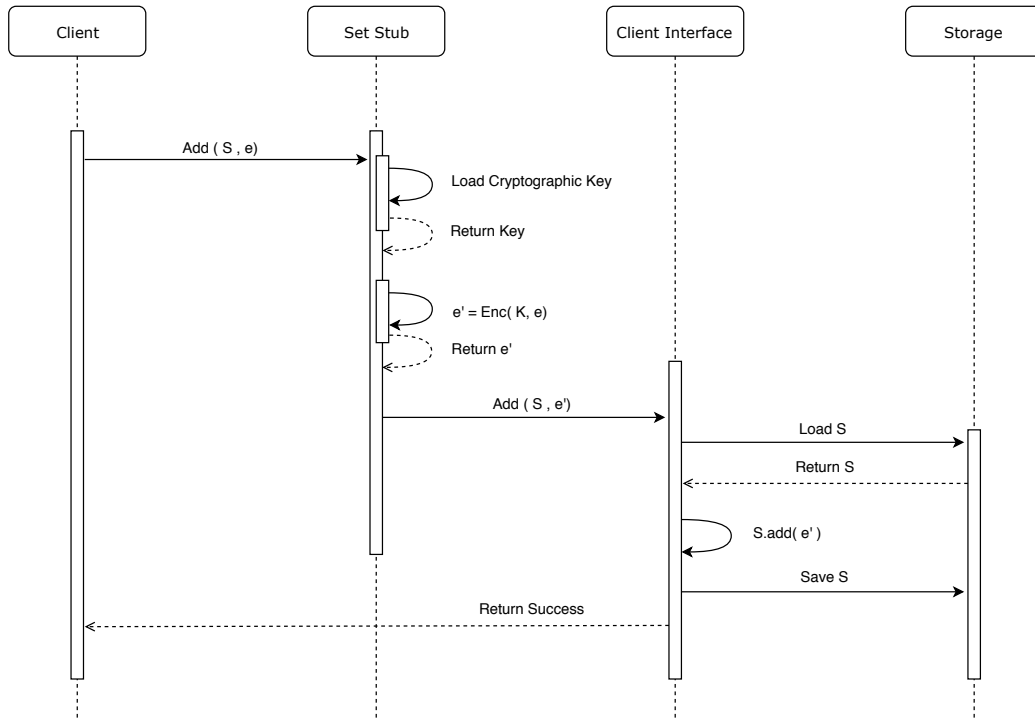 Client
Set Stub
Client Interface
Storage
Add ( S , e)
Load Cryptographic Key
Return Key
e' = Enc( K, e)
Return e'
Add ( S , e')
Load S
Return S
S.add( e' )
Save S
Return Success